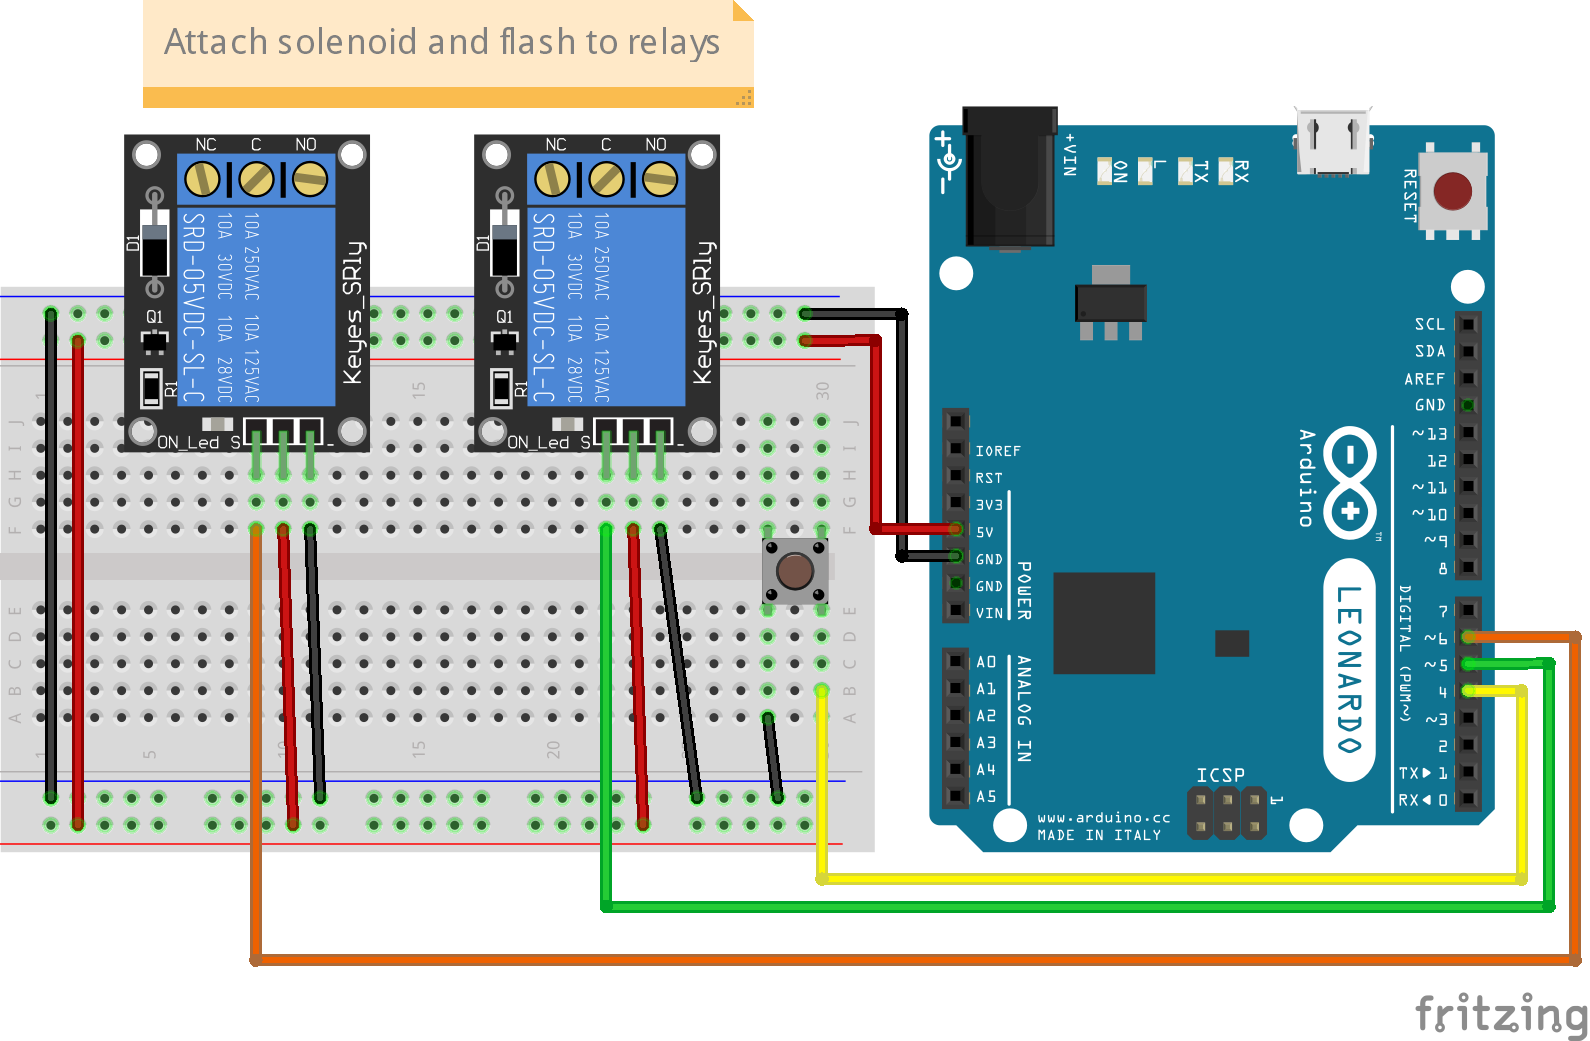 Attach solenoid and flash to relays
NC C NO
D1
SRD-05VDC-SL-C
10A 30VDC 10A 28VDC
10A 250VAC 10A 125VAC
Keyes_SRly
Q1
R1
ON_Led S -
NC C NO
D1
SRD-05VDC-SL-C
10A 30VDC 10A 28VDC
10A 250VAC 10A 125VAC
Keyes_SRly
Q1
R1
ON_Led S -
1 15 30
J J
I I
H H
G G
F F
E E
D D
C C
B B
A A
1 5 10 15 20
+VIN
ON
L
TX
RX
RESET
IOREF
RST
3V3
5V
GND
GND
VIN
POWER
A0
A1
A2
A3
A4
A5
ANALOG IN
SCL
SDA
AREF
GND
~13
12
~11
~10
~9
8
7
~6
~5
4
~3
2
TX▶ 1
RX◀ 0
DIGITAL (PWM~)
Arduino
TM
LEONARDO
ICSP
1
www.arduino.cc
MADE IN ITALY
fritzing